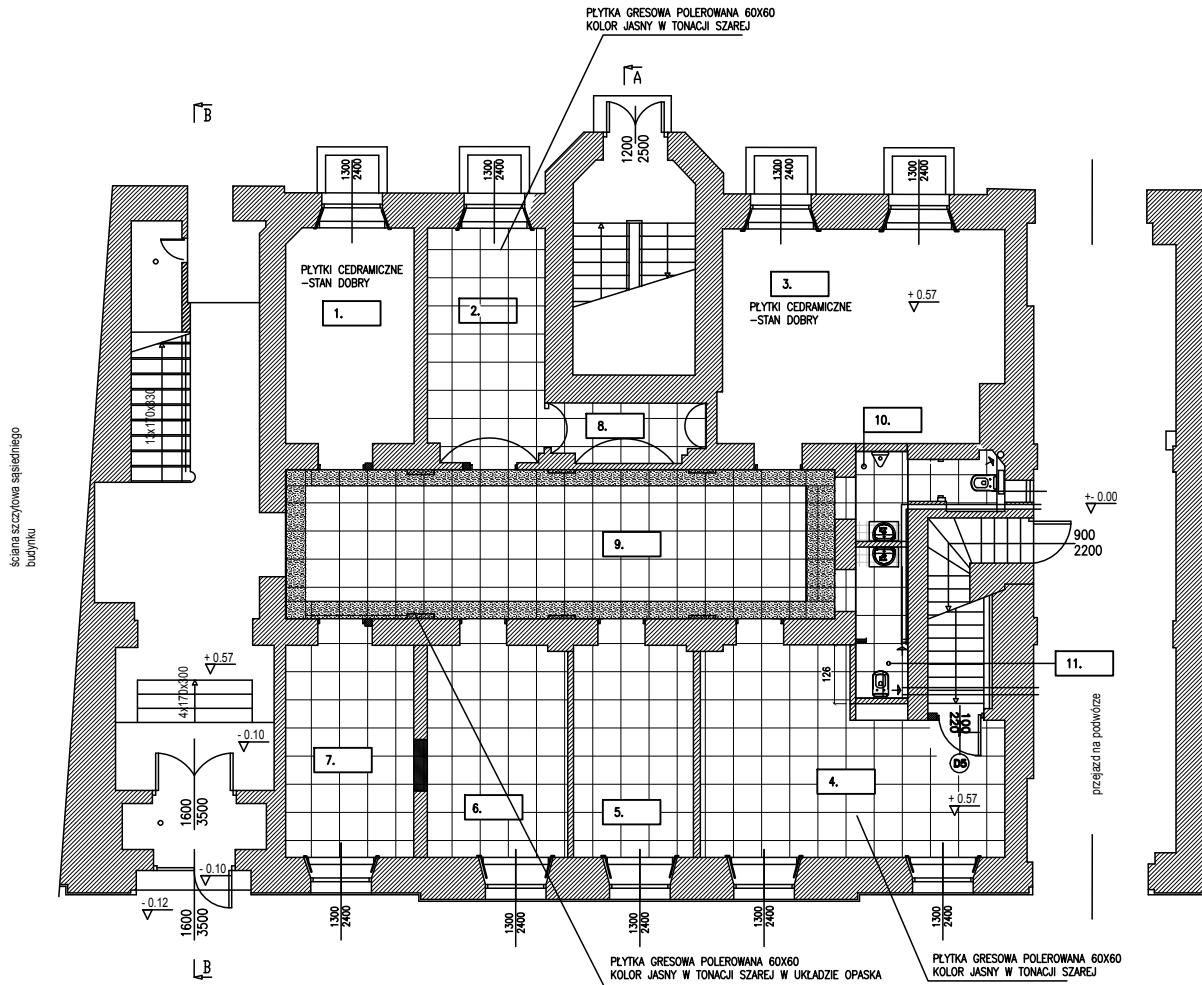 PŁYTKA GRESOWA POLEROWANA 60X60
KOLOR JASNY W TONACJI SZAREJ
A
B
1200
2500
1300
2400
1300
2400
1300
2400
1300
2400
PŁYTKI CEDRAMICZNE
-STAN DOBRY
1.
2.
3.
PŁYTKI CEDRAMICZNE
-STAN DOBRY
+ 0.57
13x170x330
8.
10.
ściana szczytowa sąsiedniego
budynku
9.
+- 0.00
900
2200
+ 0.57
4x170x300
- 0.10
126
11.
100
220
D5
przejazd na podwórze
7.
6.
5.
4.
+ 0.57
1600
3500
- 0.10
- 0.12
1600
3500
1300
2400
1300
2400
1300
2400
1300
2400
1300
2400
B
PŁYTKA GRESOWA POLEROWANA 60X60
KOLOR JASNY W TONACJI SZAREJ W UKŁADZIE OPASKA
PŁYTKA GRESOWA POLEROWANA 60X60
KOLOR JASNY W TONACJI SZAREJ